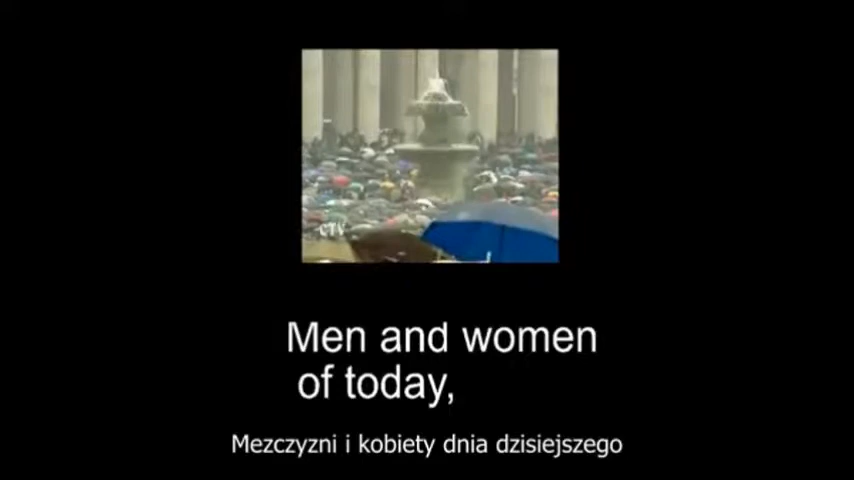 CTV
Men and women
of today,
Mezczyzni i kobiety dnia dzisiejszego